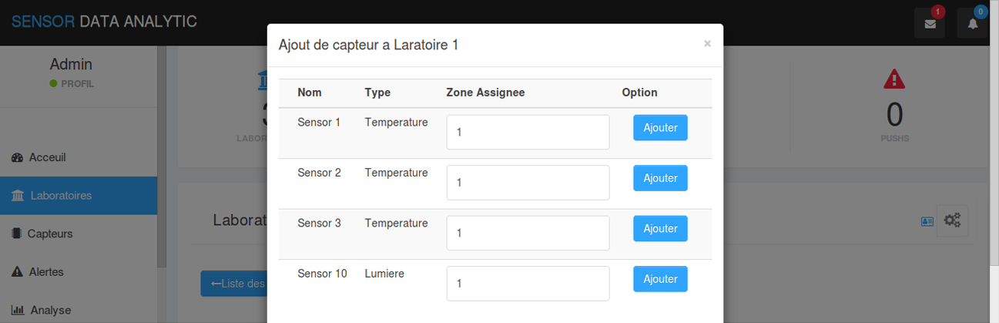 SENSOR DATA ANALYTIC
1
0
Ajout de capteur a Laratoire 1
×
Admin
PROFIL
Nom Type Zone Assignee Option
Sensor 1 Temperature 1 Ajouter
0
LABOR
PUSHS
Acceuil
Sensor 2 Temperature 1 Ajouter
Laboratoires
Laborat
Sensor 3 Temperature 1 Ajouter
Capteurs
Alertes
Sensor 10 Lumiere 1 Ajouter
Liste des
Analyse